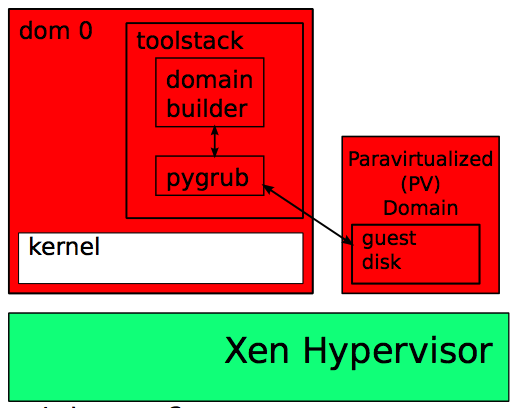 dom 0
toolstack
domain
builder
pygrub
kernel
Paravirtualized
(PV)
Domain
guest
disk
Xen Hypervisor